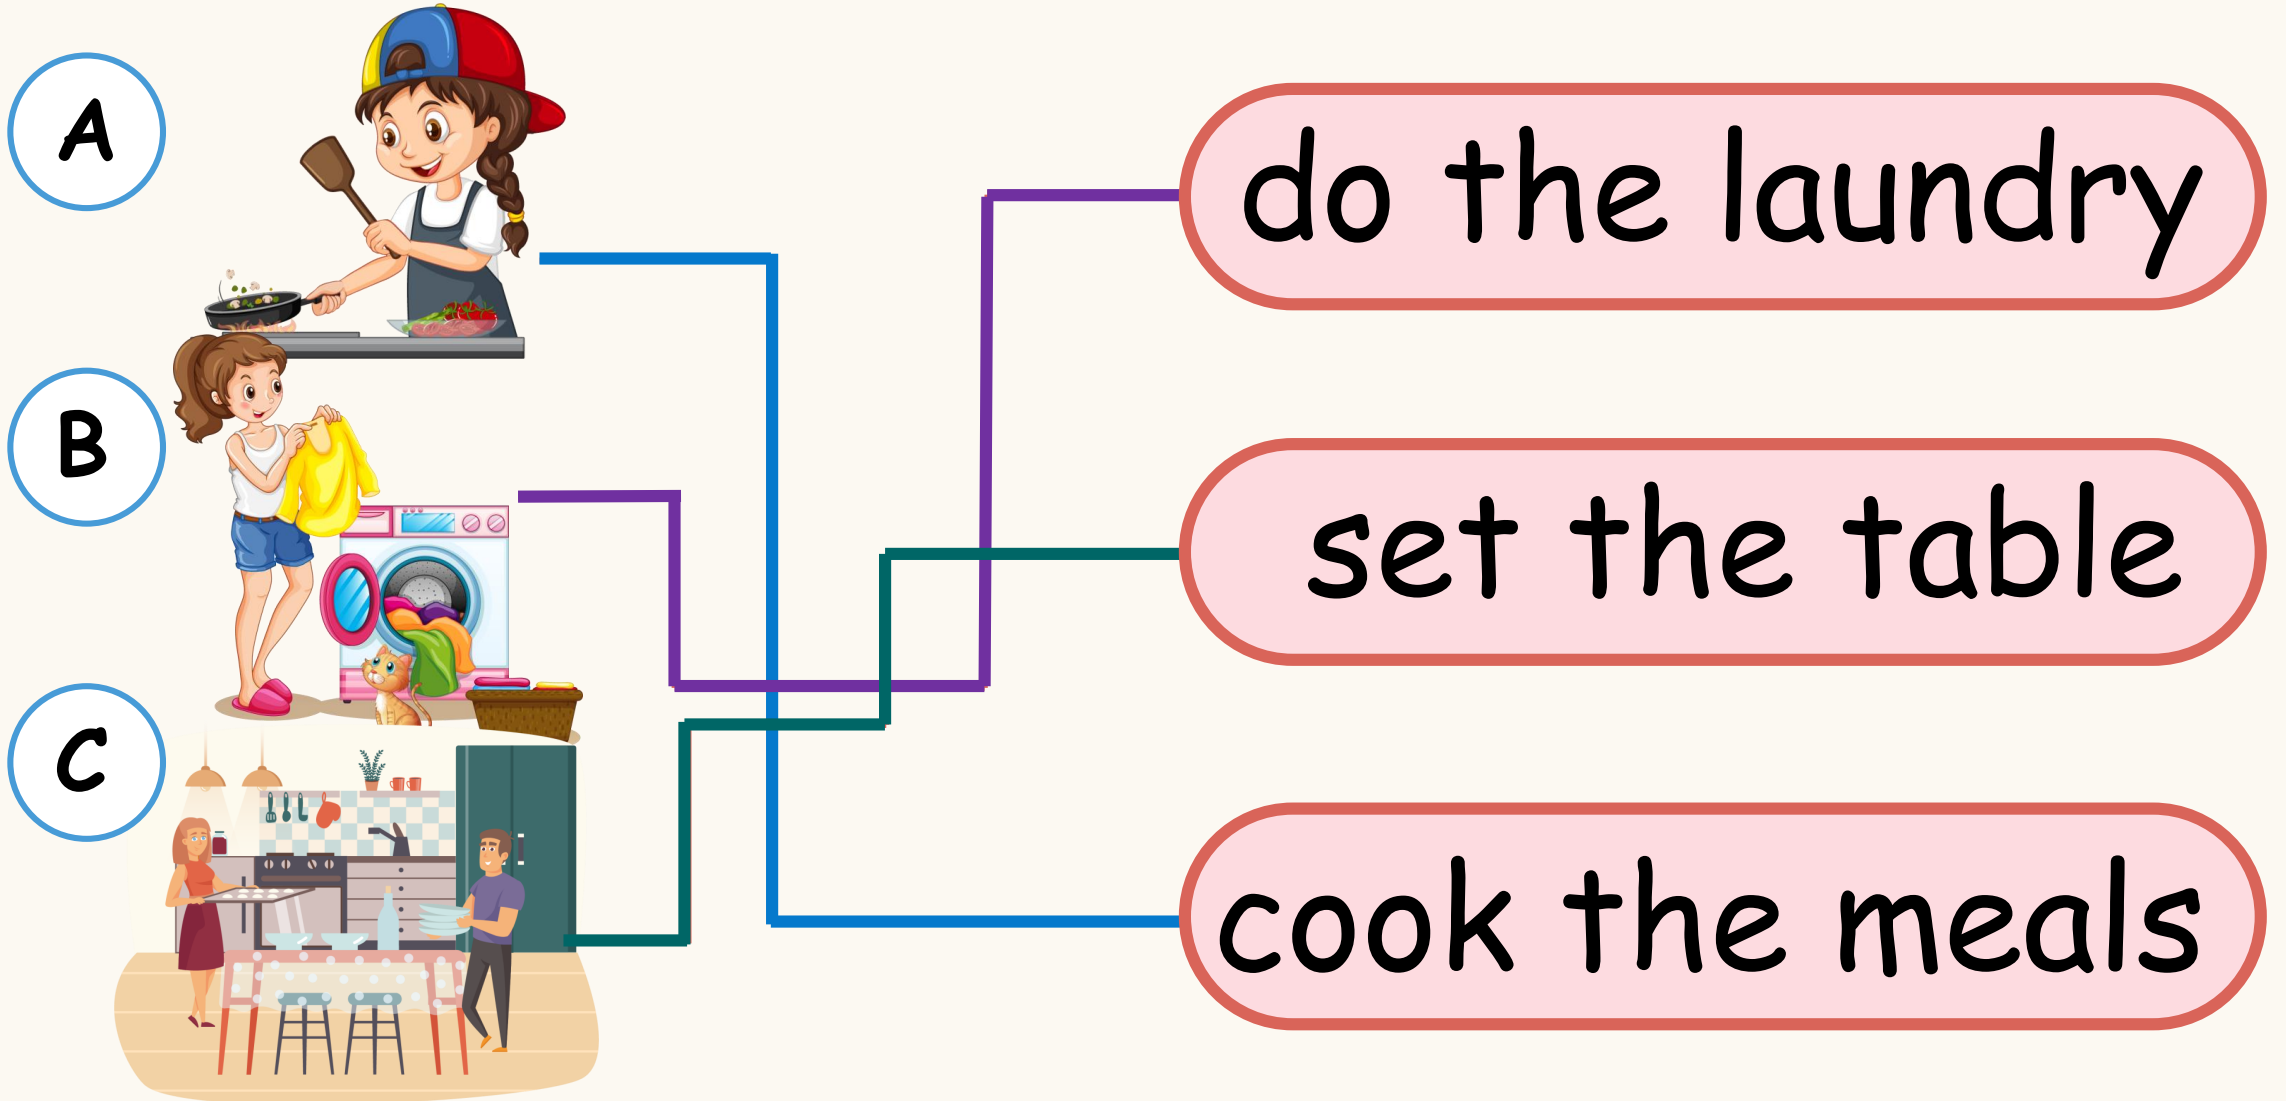 A
do the laundry
B
set the table
C
cook the meals